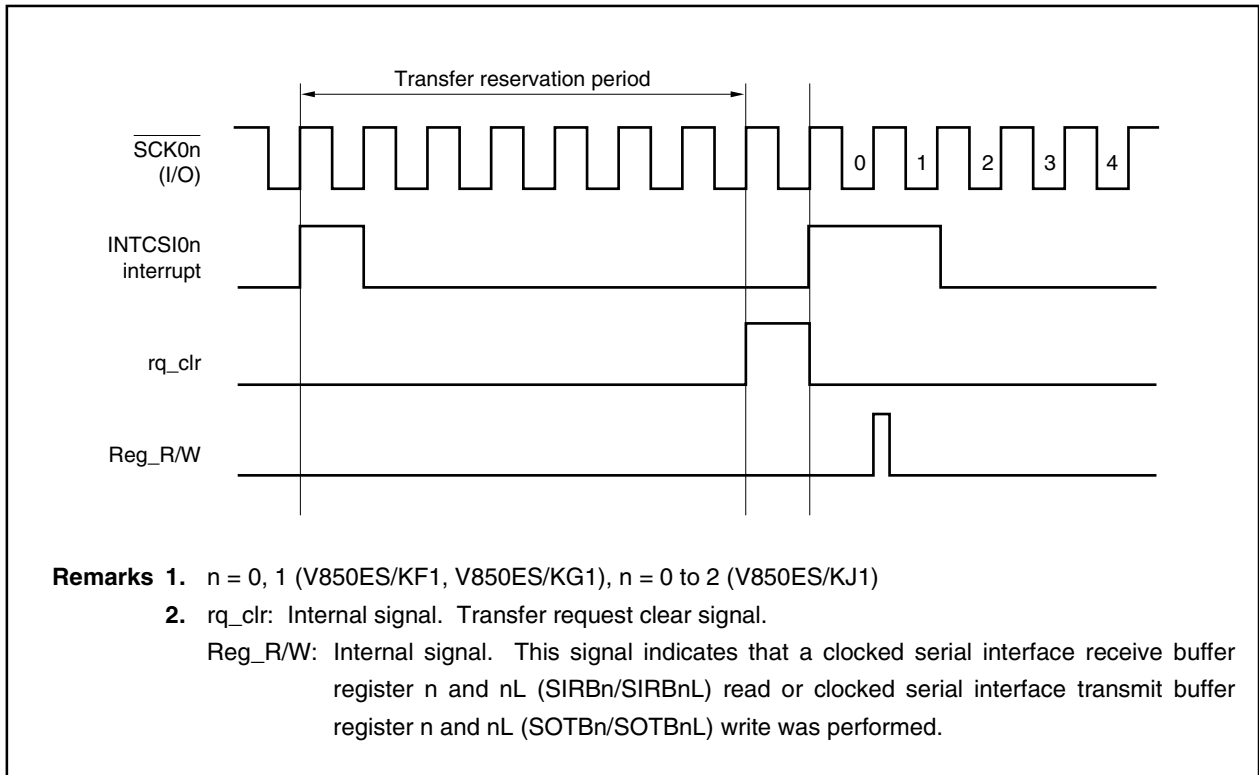 Transfer reservation period
SCK0n
(I/O)
0 1 2 3 4
INTCSI0n
interrupt
rq_clr
Reg_R/W
Remarks 1. n = 0, 1 (V850ES/KF1, V850ES/KG1), n = 0 to 2 (V850ES/KJ1)
2. rq_clr: Internal signal. Transfer request clear signal.
Reg_R/W: Internal signal. This signal indicates that a clocked serial interface receive buffer
register n and nL (SIRBn/SIRBnL) read or clocked serial interface transmit buffer
register n and nL (SOTBn/SOTBnL) write was performed.